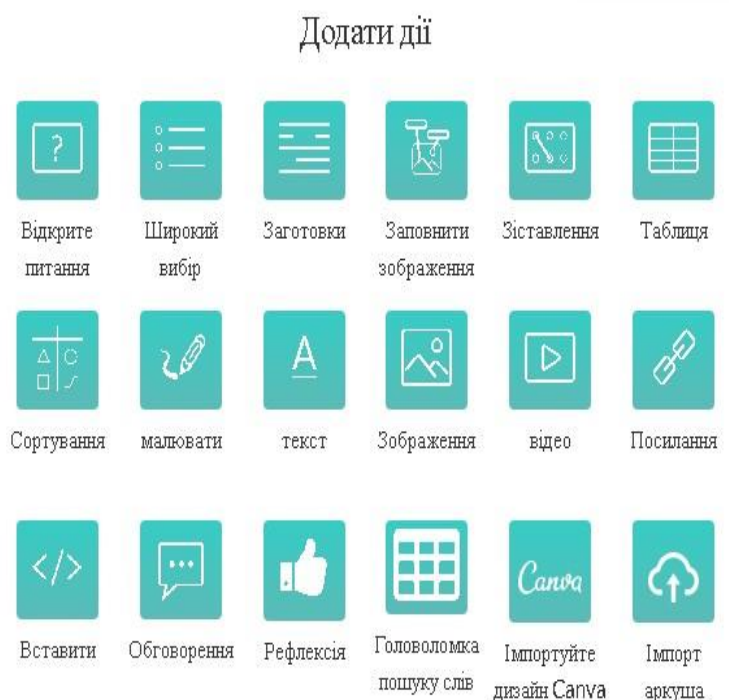 Додати дії
?
Відкрите питання
Широкий вибір
Заготовки
Заповнити зображення
Зіставлення
Таблиця
A
Сортування
малювати
текст
Зображення
відео
Посилання
</>
Canva
Вставити
Обговорення
Рефлексія
Головоломка пошуку слів
Імпортуйте дизайн Canva
Імпорт аркуша